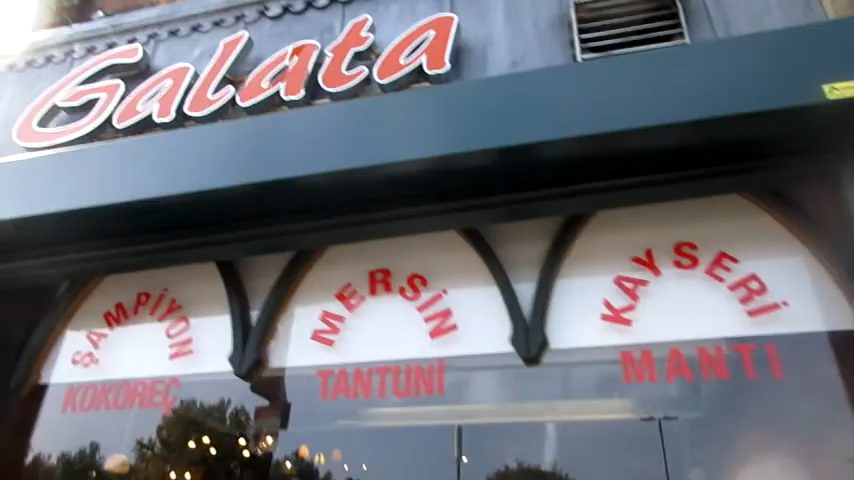 Galata
ŞAMPİYON
KOKOREÇ
MERSİN
TANTUNİ
KAYSERİ
MANTI